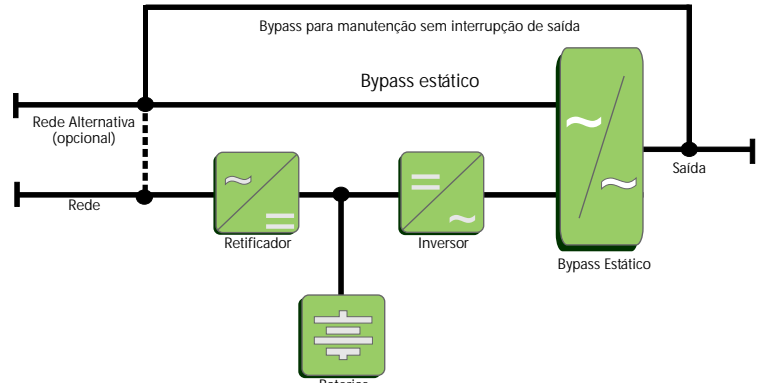 Bypass para manutenção sem interrupção de saída
Bypass estático
Rede Alternativa
(opcional)
Saída
Rede
Retificador
Inversor
Bypass Estático